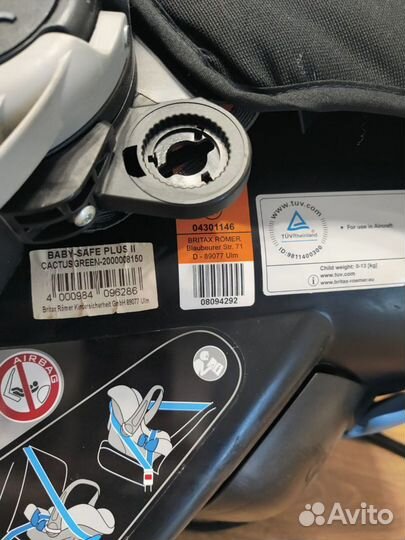 BABY-SAFE PLUS II
CACTUS GREEN-2000008150
4 000984 096286
Britax Römer Kindersicherheit GmbH 89077 Ulm
04301146
BRITAX RÖMER
Blaubeurer Str. 71
D - 89077 Ulm
08094292
www.tuv.com
TÜVRheinland
ID: 9811400300
For use in Aircraft
Child weight: 0-13 [kg]
www.tuv.com
www.britax-roemer.eu
AIRBAG
Avito